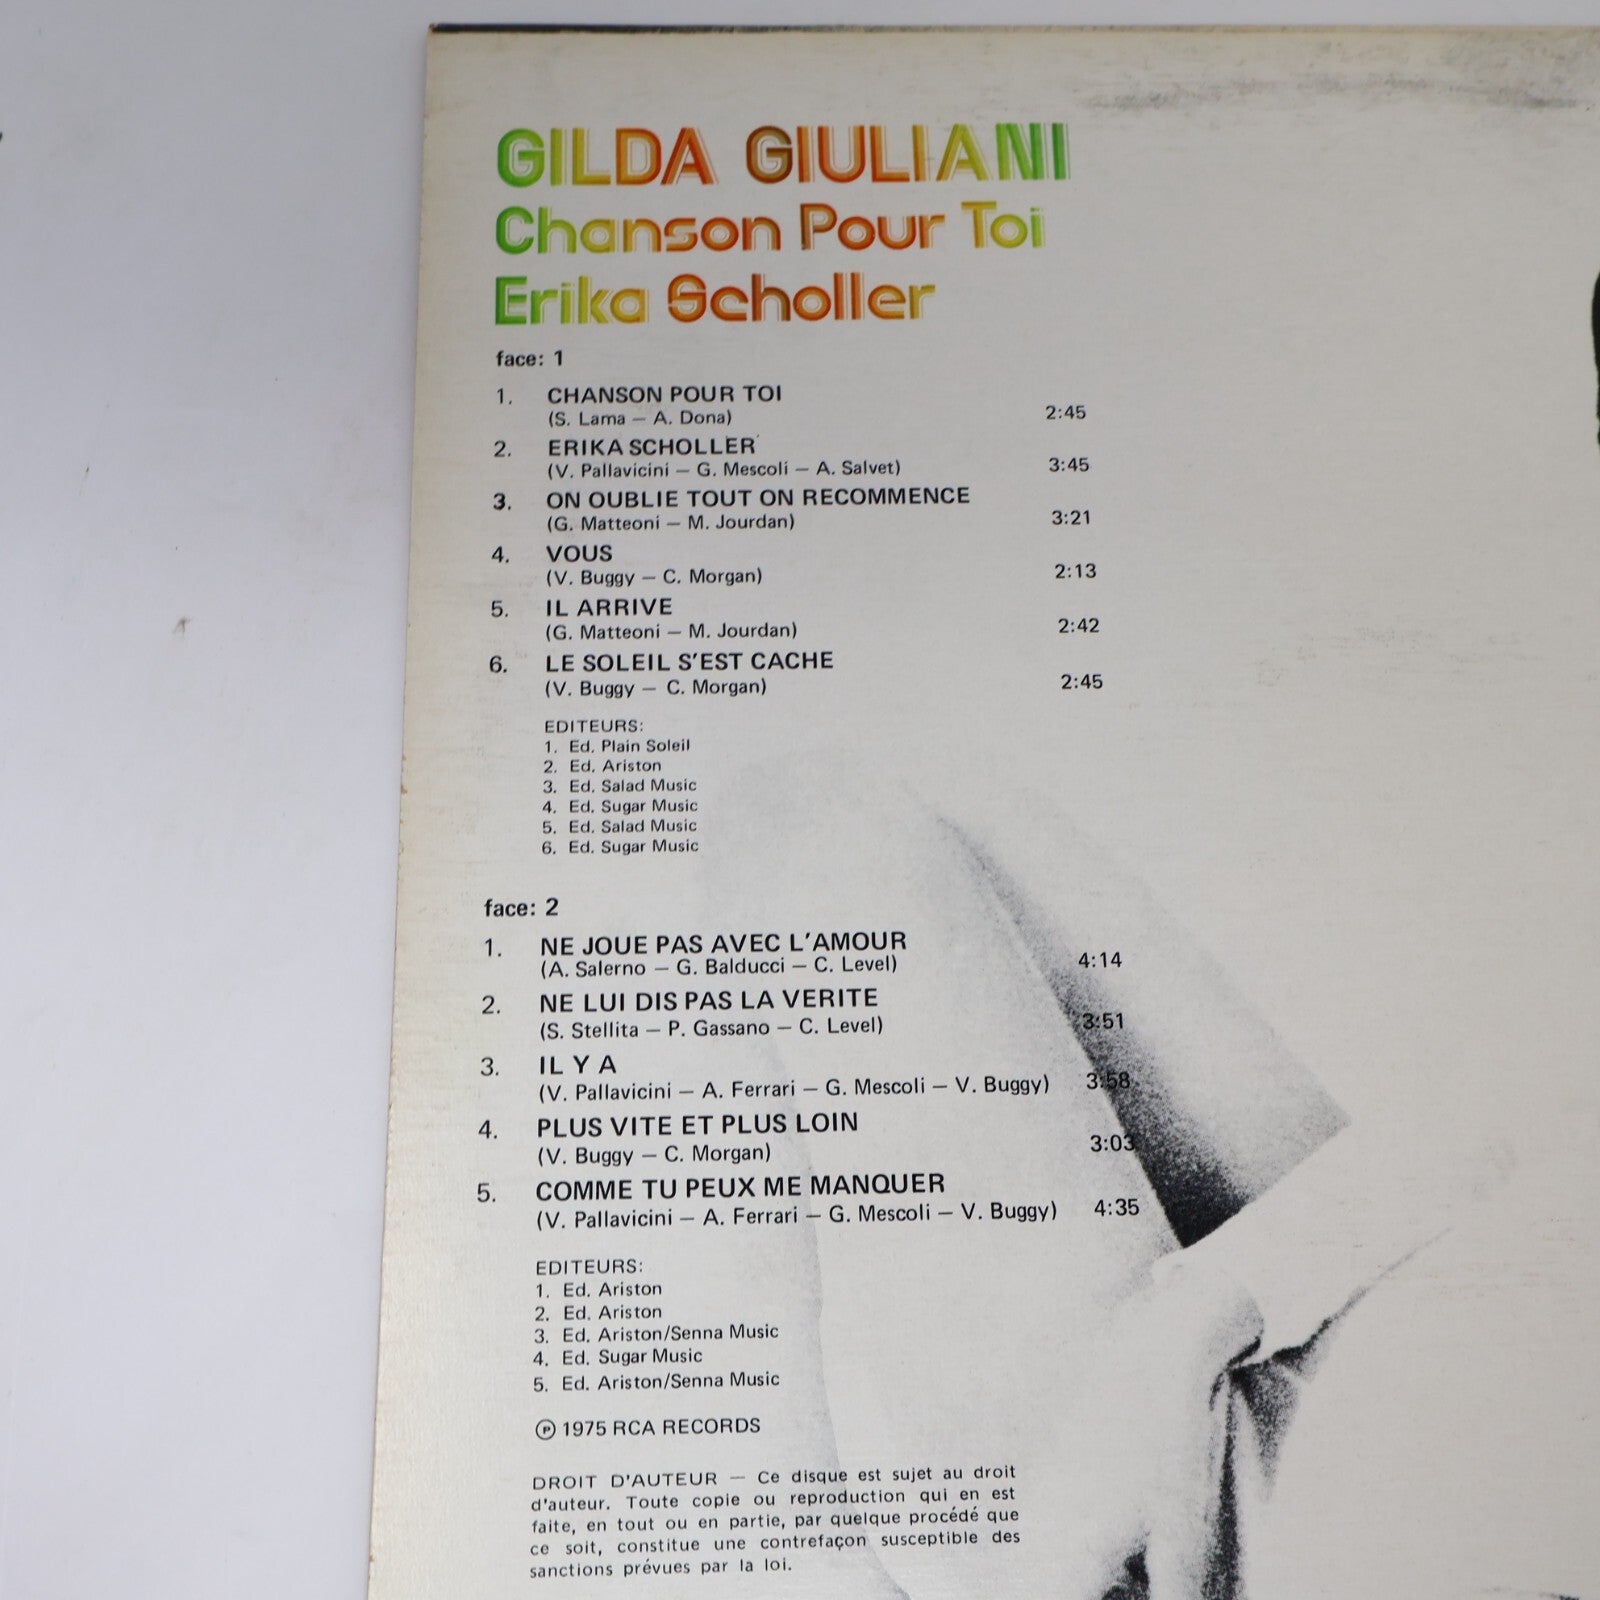 GILDA GIULIANI
Chanson Pour Toi
Erika Scholler
face: 1
1. CHANSON POUR TOI
(S. Lama — A. Dona) 2:45
2. ERIKA SCHOLLER
(V. Pallavicini — G. Mescoli — A. Salvet) 3:45
3. ON OUBLIE TOUT ON RECOMMENCE
(G. Matteoni — M. Jourdan) 3:21
4. VOUS
(V. Buggy — C. Morgan) 2:13
5. IL ARRIVE
(G. Matteoni — M. Jourdan) 2:42
6. LE SOLEIL S'EST CACHE
(V. Buggy — C. Morgan) 2:45
EDITEURS:
1. Ed. Plain Soleil
2. Ed. Ariston
3. Ed. Salad Music
4. Ed. Sugar Music
5. Ed. Salad Music
6. Ed. Sugar Music
face: 2
1. NE JOUE PAS AVEC L'AMOUR
(A. Salerno — G. Balducci — C. Level) 4:14
2. NE LUI DIS PAS LA VERITE
(S. Stellita — P. Gassano — C. Level) 3:51
3. IL Y A
(V. Pallavicini — A. Ferrari — G. Mescoli — V. Buggy) 3:58
4. PLUS VITE ET PLUS LOIN
(V. Buggy — C. Morgan) 3:03
5. COMME TU PEUX ME MANQUER
(V. Pallavicini — A. Ferrari — G. Mescoli — V. Buggy) 4:35
EDITEURS:
1. Ed. Ariston
2. Ed. Ariston
3. Ed. Ariston/Senna Music
4. Ed. Sugar Music
5. Ed. Ariston/Senna Music
℗ 1975 RCA RECORDS
DROIT D'AUTEUR — Ce disque est sujet au droit
d'auteur. Toute copie ou reproduction qui en est
faite, en tout ou en partie, par quelque procédé que
ce soit, constitue une contrefaçon susceptible des
sanctions prévues par la loi.